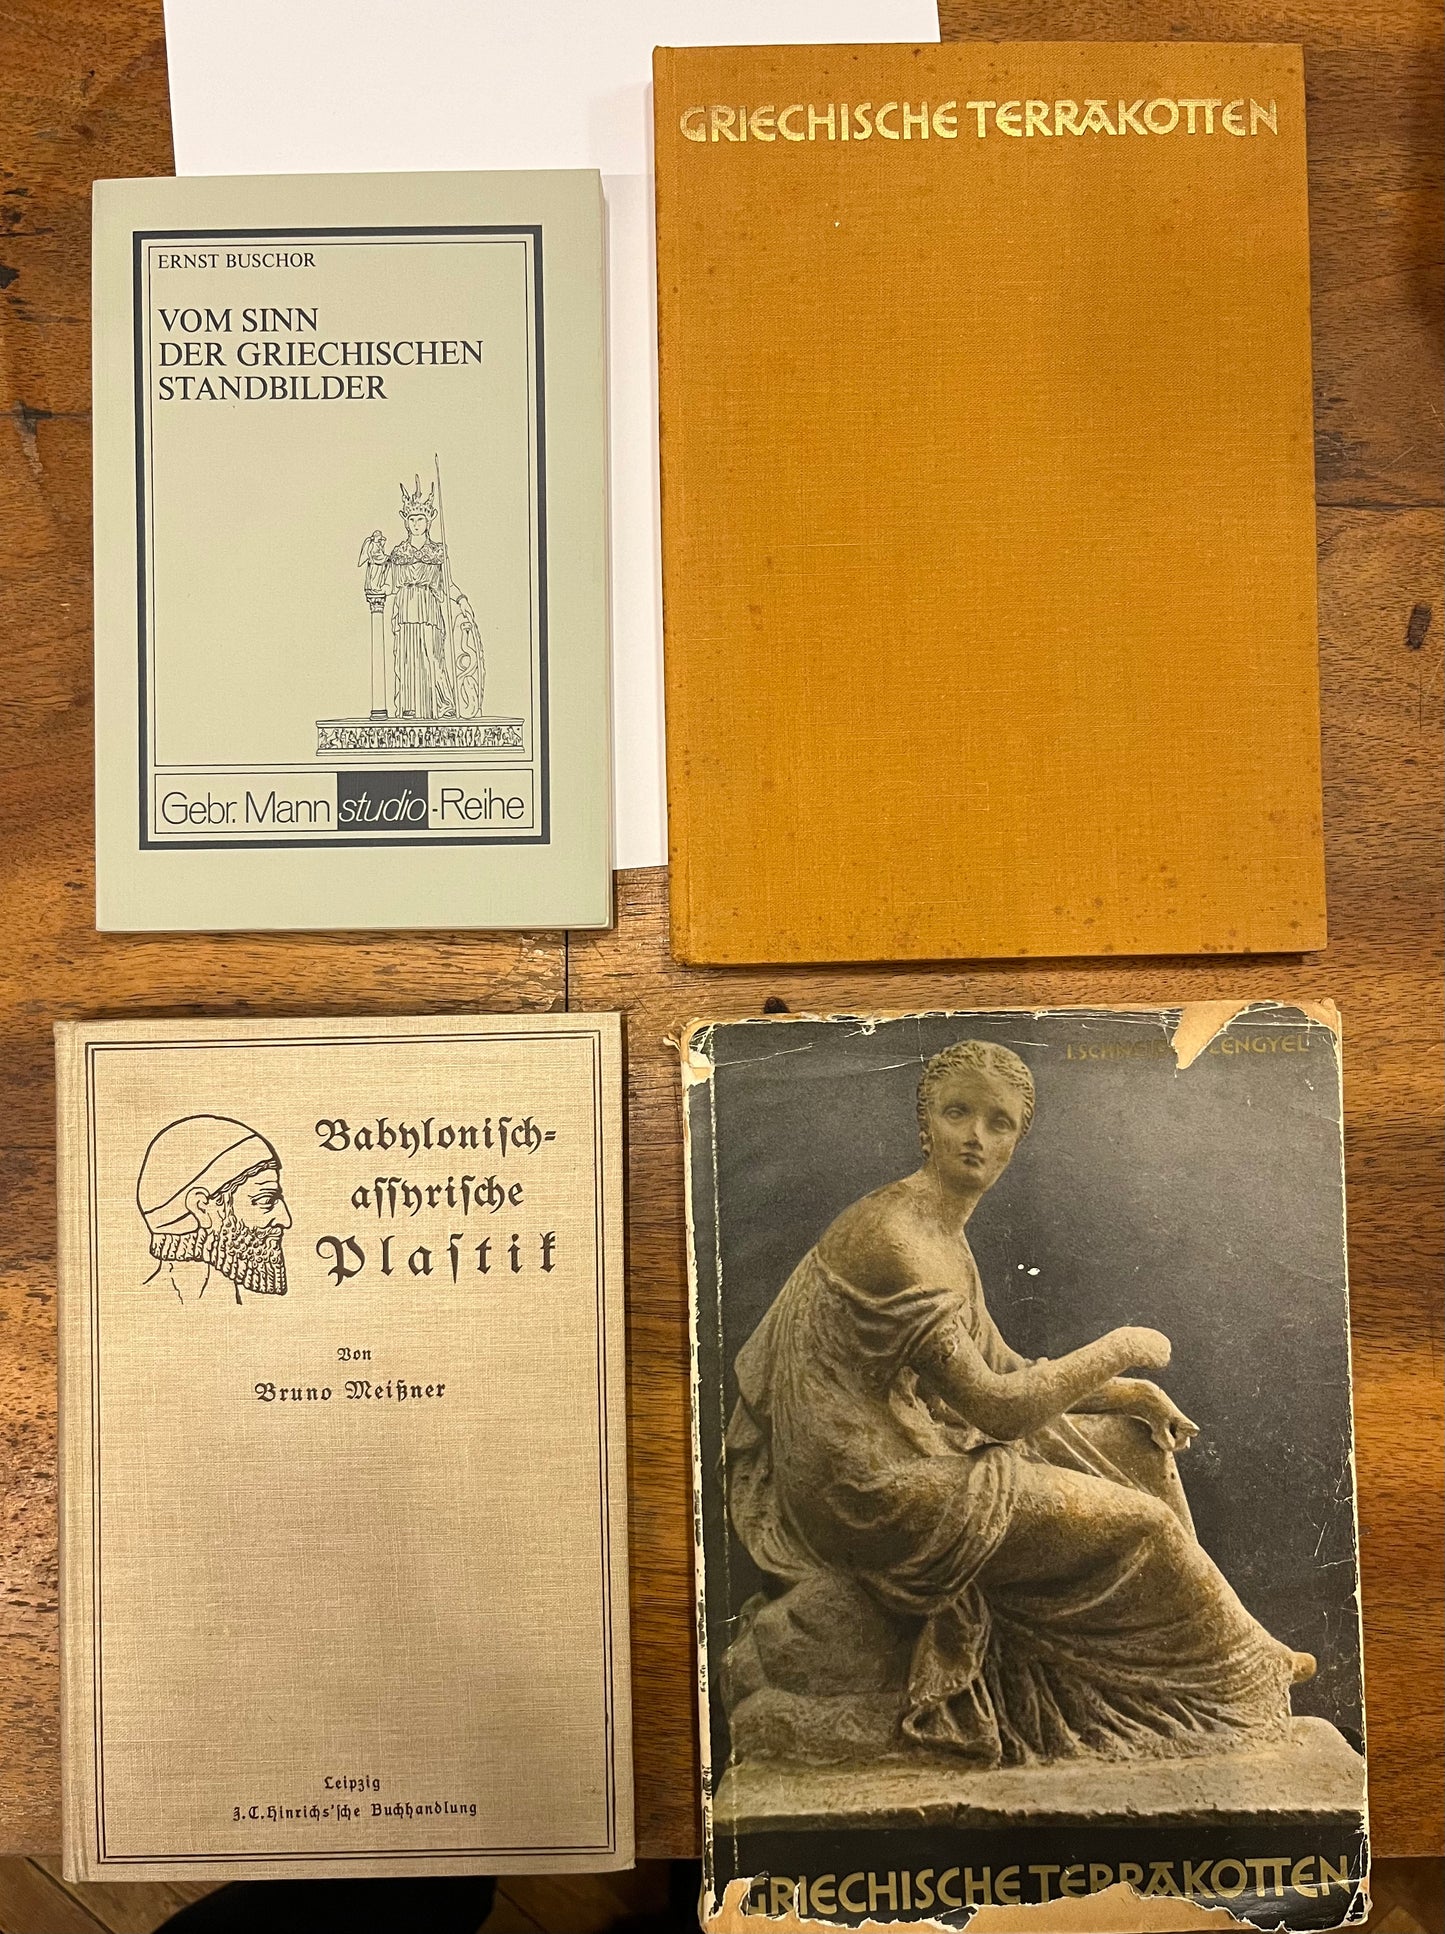 ERNST BUSCHOR
VOM SINN
DER GRIECHISCHEN
STANDBILDER
Gebr. Mann studio-Reihe
GRIECHISCHE TERRAKOTTEN
Babyloniſch-
aſſyriſche
Plaſtik
Von
Bruno Meißner
Leipzig
J. C. Hinrichs'ſche Buchhandlung
LENGYEL
GRIECHISCHE TERRAKOTTEN